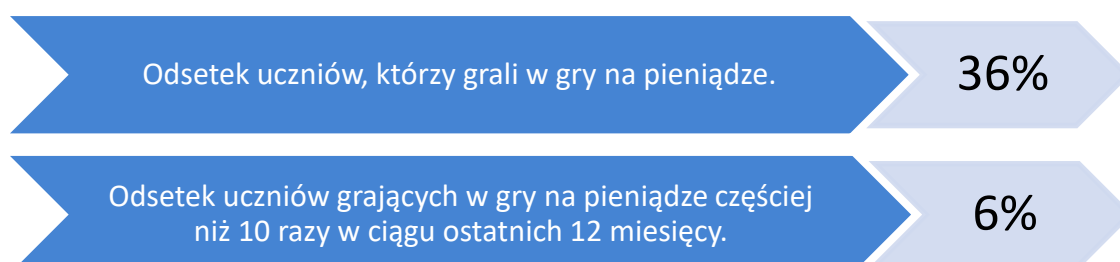 Odsetek uczniów, którzy grali w gry na pieniądze.
36%
Odsetek uczniów grających w gry na pieniądze częściej
niż 10 razy w ciągu ostatnich 12 miesięcy.
6%